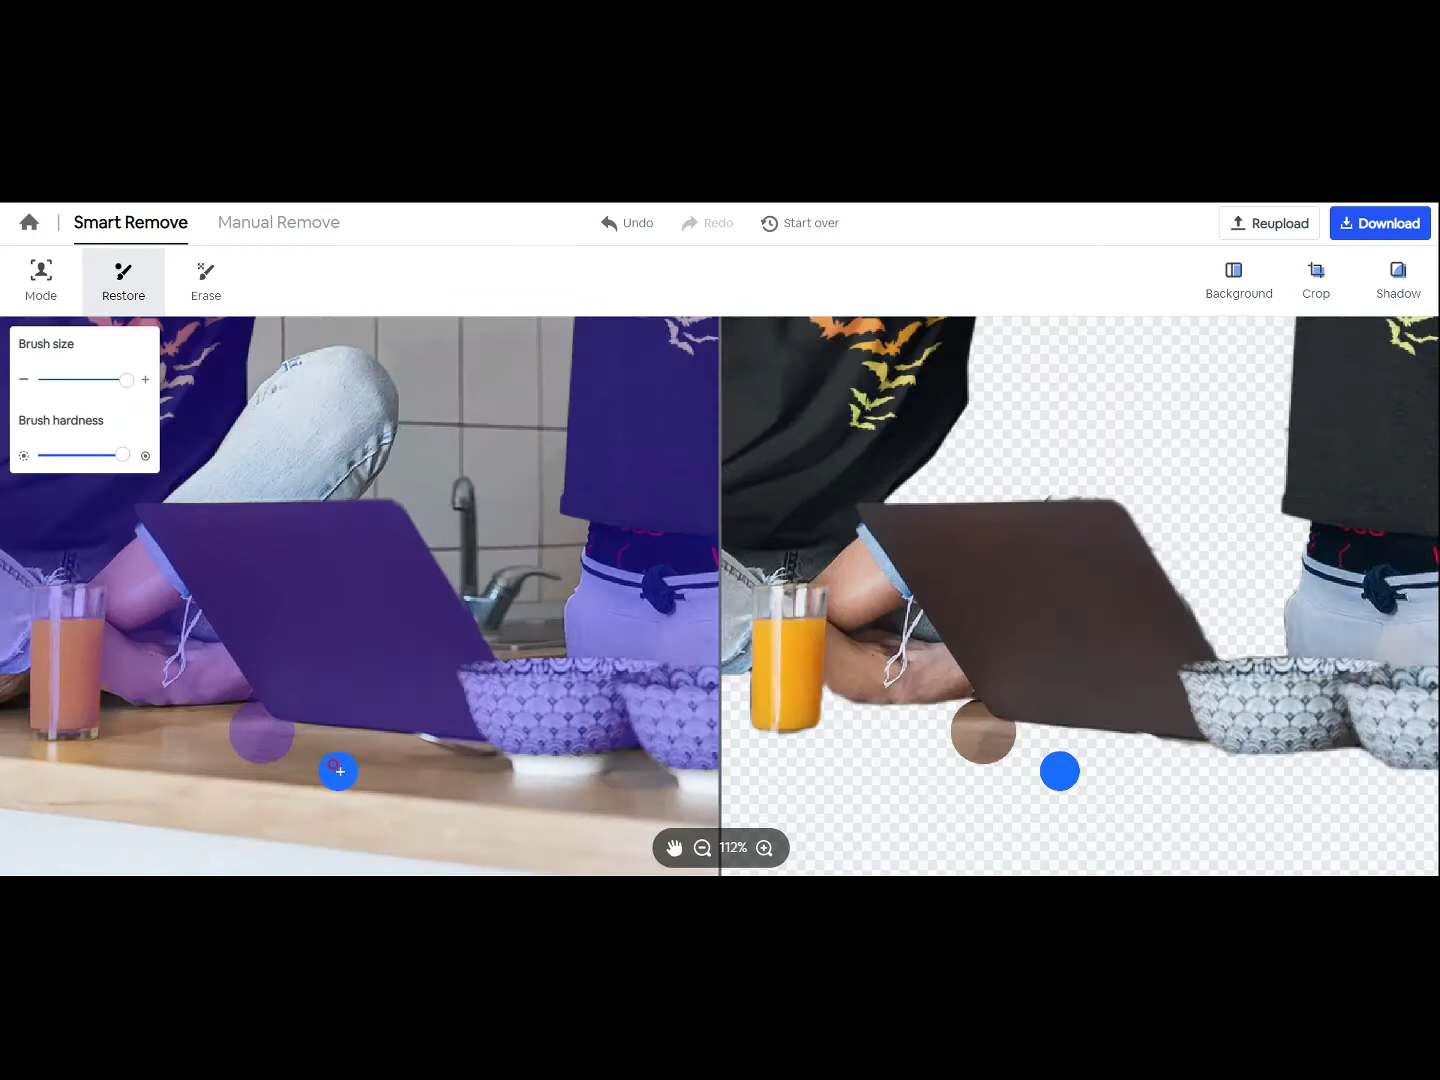 Smart Remove
Manual Remove
Undo
Redo
Start over
Reupload
Download
Mode
Restore
Erase
Background
Crop
Shadow
Brush size
Brush hardness
112%